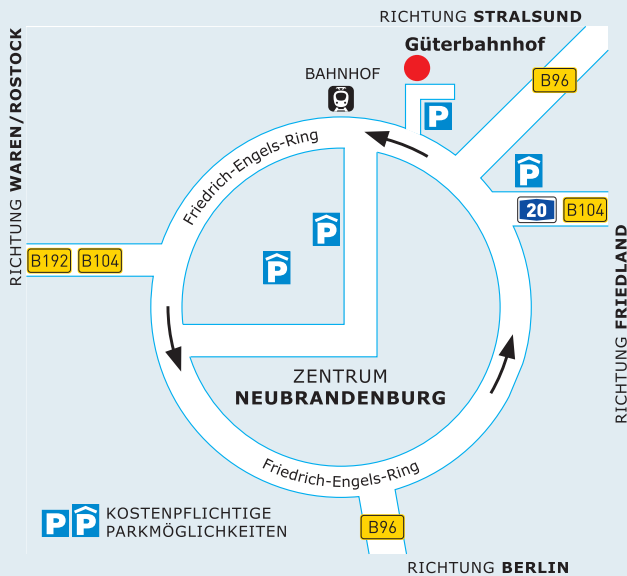 RICHTUNG STRALSUND
Güterbahnhof
BAHNHOF
B96
P
Friedrich-Engels-Ring
P
20
B104
RICHTUNG WAREN/ROSTOCK
P
P
B192
B104
RICHTUNG FRIEDLAND
ZENTRUM
NEUBRANDENBURG
Friedrich-Engels-Ring
P P KOSTENPFLICHTIGE
PARKMÖGLICHKEITEN
B96
RICHTUNG BERLIN